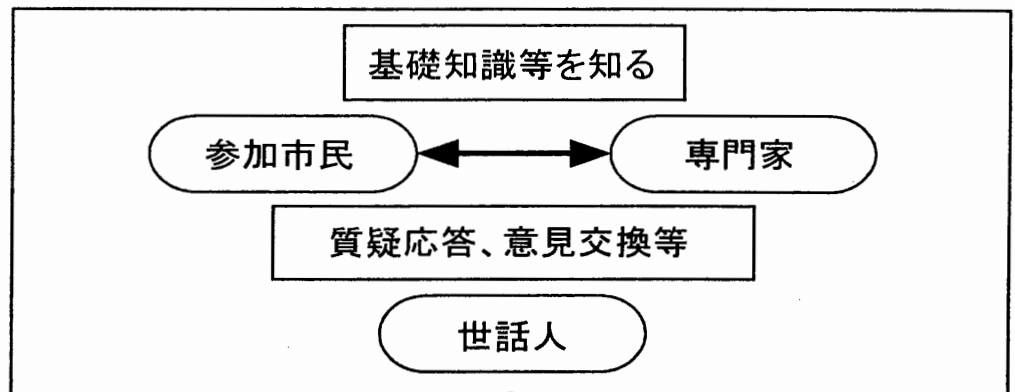 基礎知識等を知る
参加市民 専門家
質疑応答、意見交換等
世話人